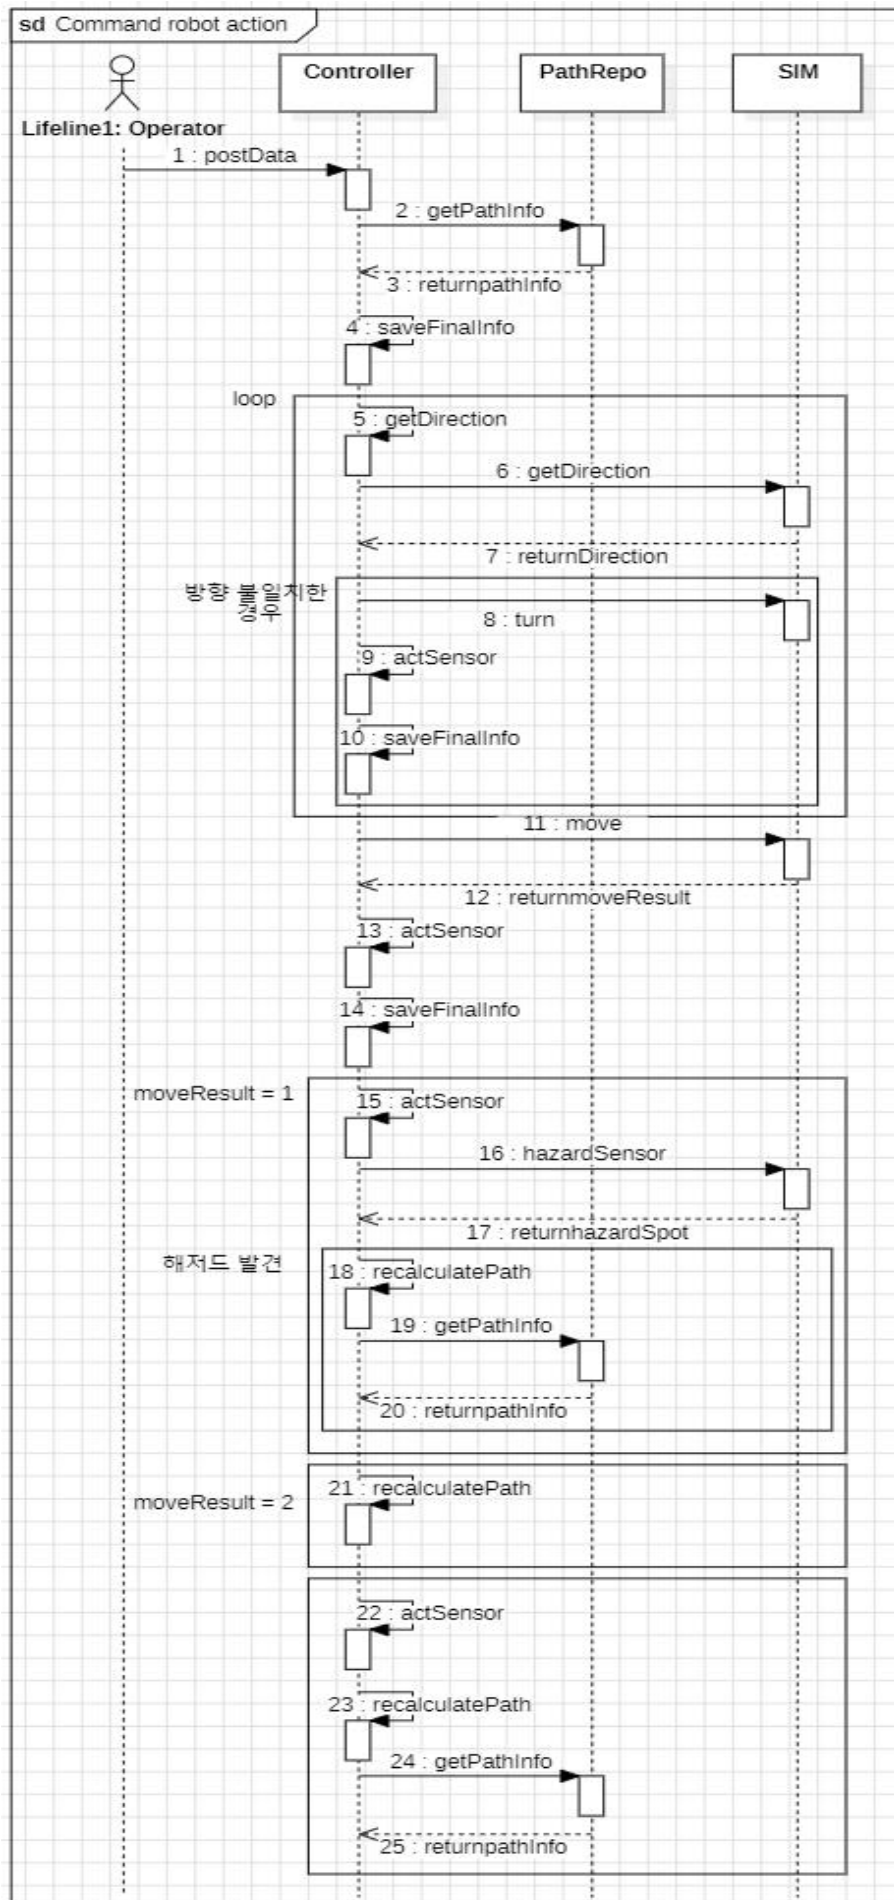 sd Command robot action
Controller
PathRepo
SIM
Lifeline1: Operator
1 : postData
2 : getPathInfo
3 : returnpathInfo
4 : saveFinalInfo
loop
5 : getDirection
6 : getDirection
7 : returnDirection
방향 불일치한
경우
8 : turn
9 : actSensor
10 : saveFinalInfo
11 : move
12 : returnmoveResult
13 : actSensor
14 : saveFinalInfo
moveResult = 1
15 : actSensor
16 : hazardSensor
17 : returnhazardSpot
해저드 발견
18 : recalculatePath
19 : getPathInfo
20 : returnpathInfo
21 : recalculatePath
moveResult = 2
22 : actSensor
23 : recalculatePath
24 : getPathInfo
25 : returnpathInfo